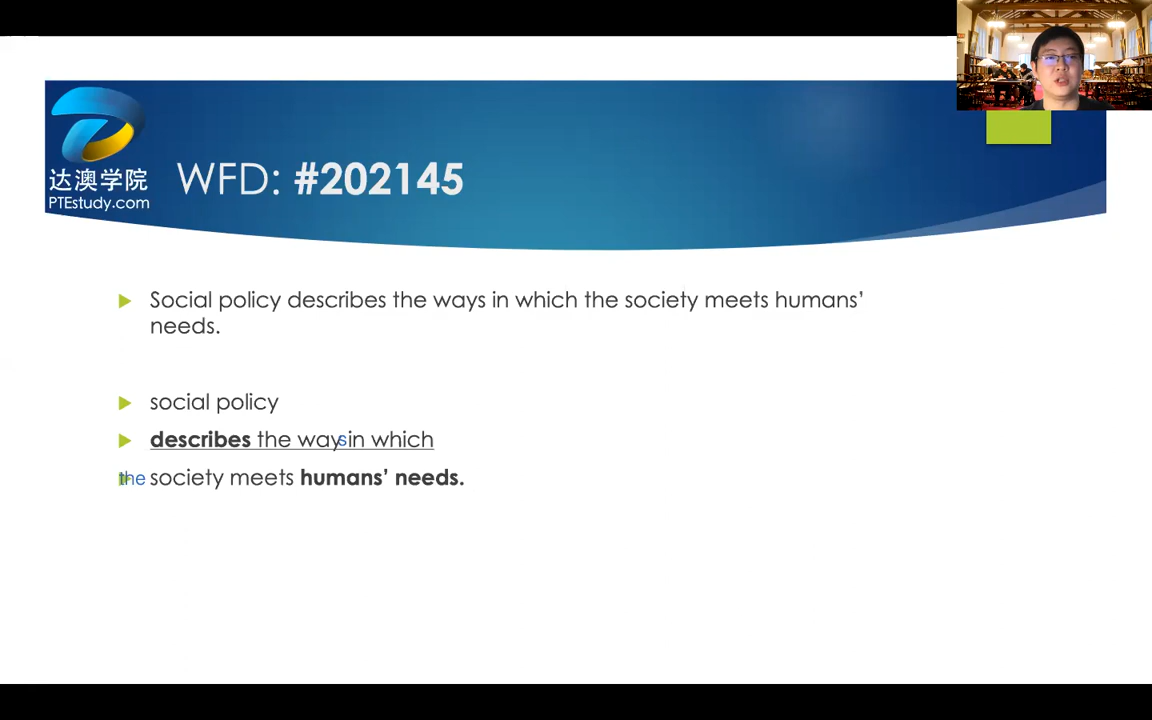 达澳学院
PTEstudy.com
WFD: #202145
Social policy describes the ways in which the society meets humans’
needs.
social policy
describes the ways in which
the society meets humans’ needs.